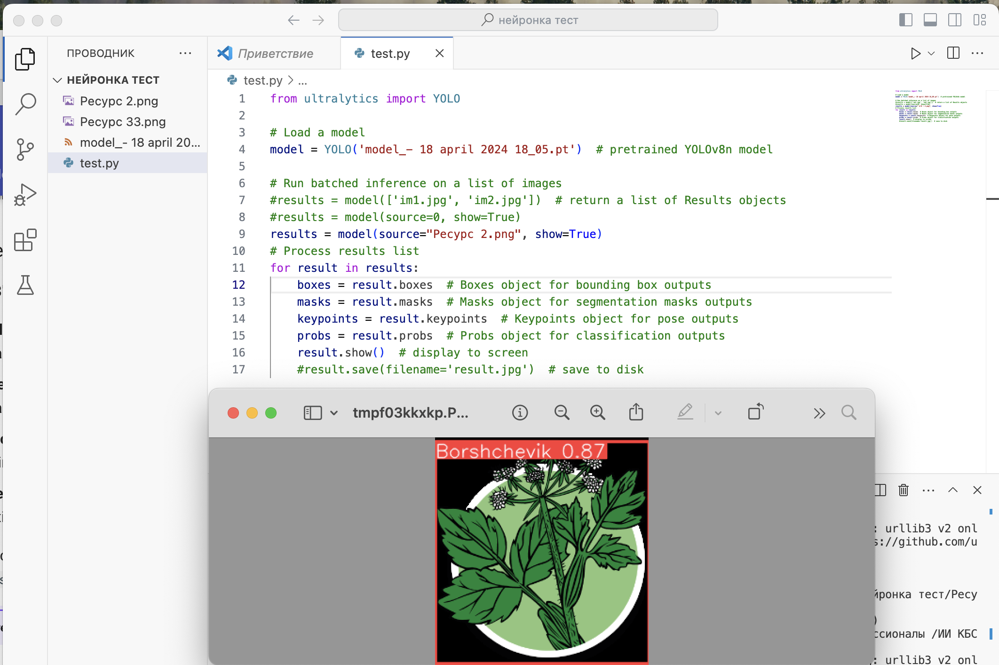 нейронка тест
ПРОВОДНИК
Приветствие
test.py
test.py > ...
НЕЙРОНКА ТЕСТ
Ресурс 2.png
Ресурс 33.png
model_- 18 april 20...
test.py
1 from ultralytics import YOLO
2
3 # Load a model
4 model = YOLO('model_- 18 april 2024 18_05.pt')  # pretrained YOLOv8n model
5
6 # Run batched inference on a list of images
7 #results = model(['im1.jpg', 'im2.jpg'])  # return a list of Results objects
8 #results = model(source=0, show=True)
9 results = model(source="Ресурс 2.png", show=True)
10 # Process results list
11 for result in results:
12     boxes = result.boxes  # Boxes object for bounding box outputs
13     masks = result.masks  # Masks object for segmentation masks outputs
14     keypoints = result.keypoints  # Keypoints object for pose outputs
15     probs = result.probs  # Probs object for classification outputs
16     result.show()  # display to screen
17     #result.save(filename='result.jpg')  # save to disk
tmpf03kkxkp.P...
Borshchevik 0.87
: urllib3 v2 onl
s://github.com/u
йронка тест/Ресу
)
ссионалы /ИИ КБС
: urllib3 v2 onl